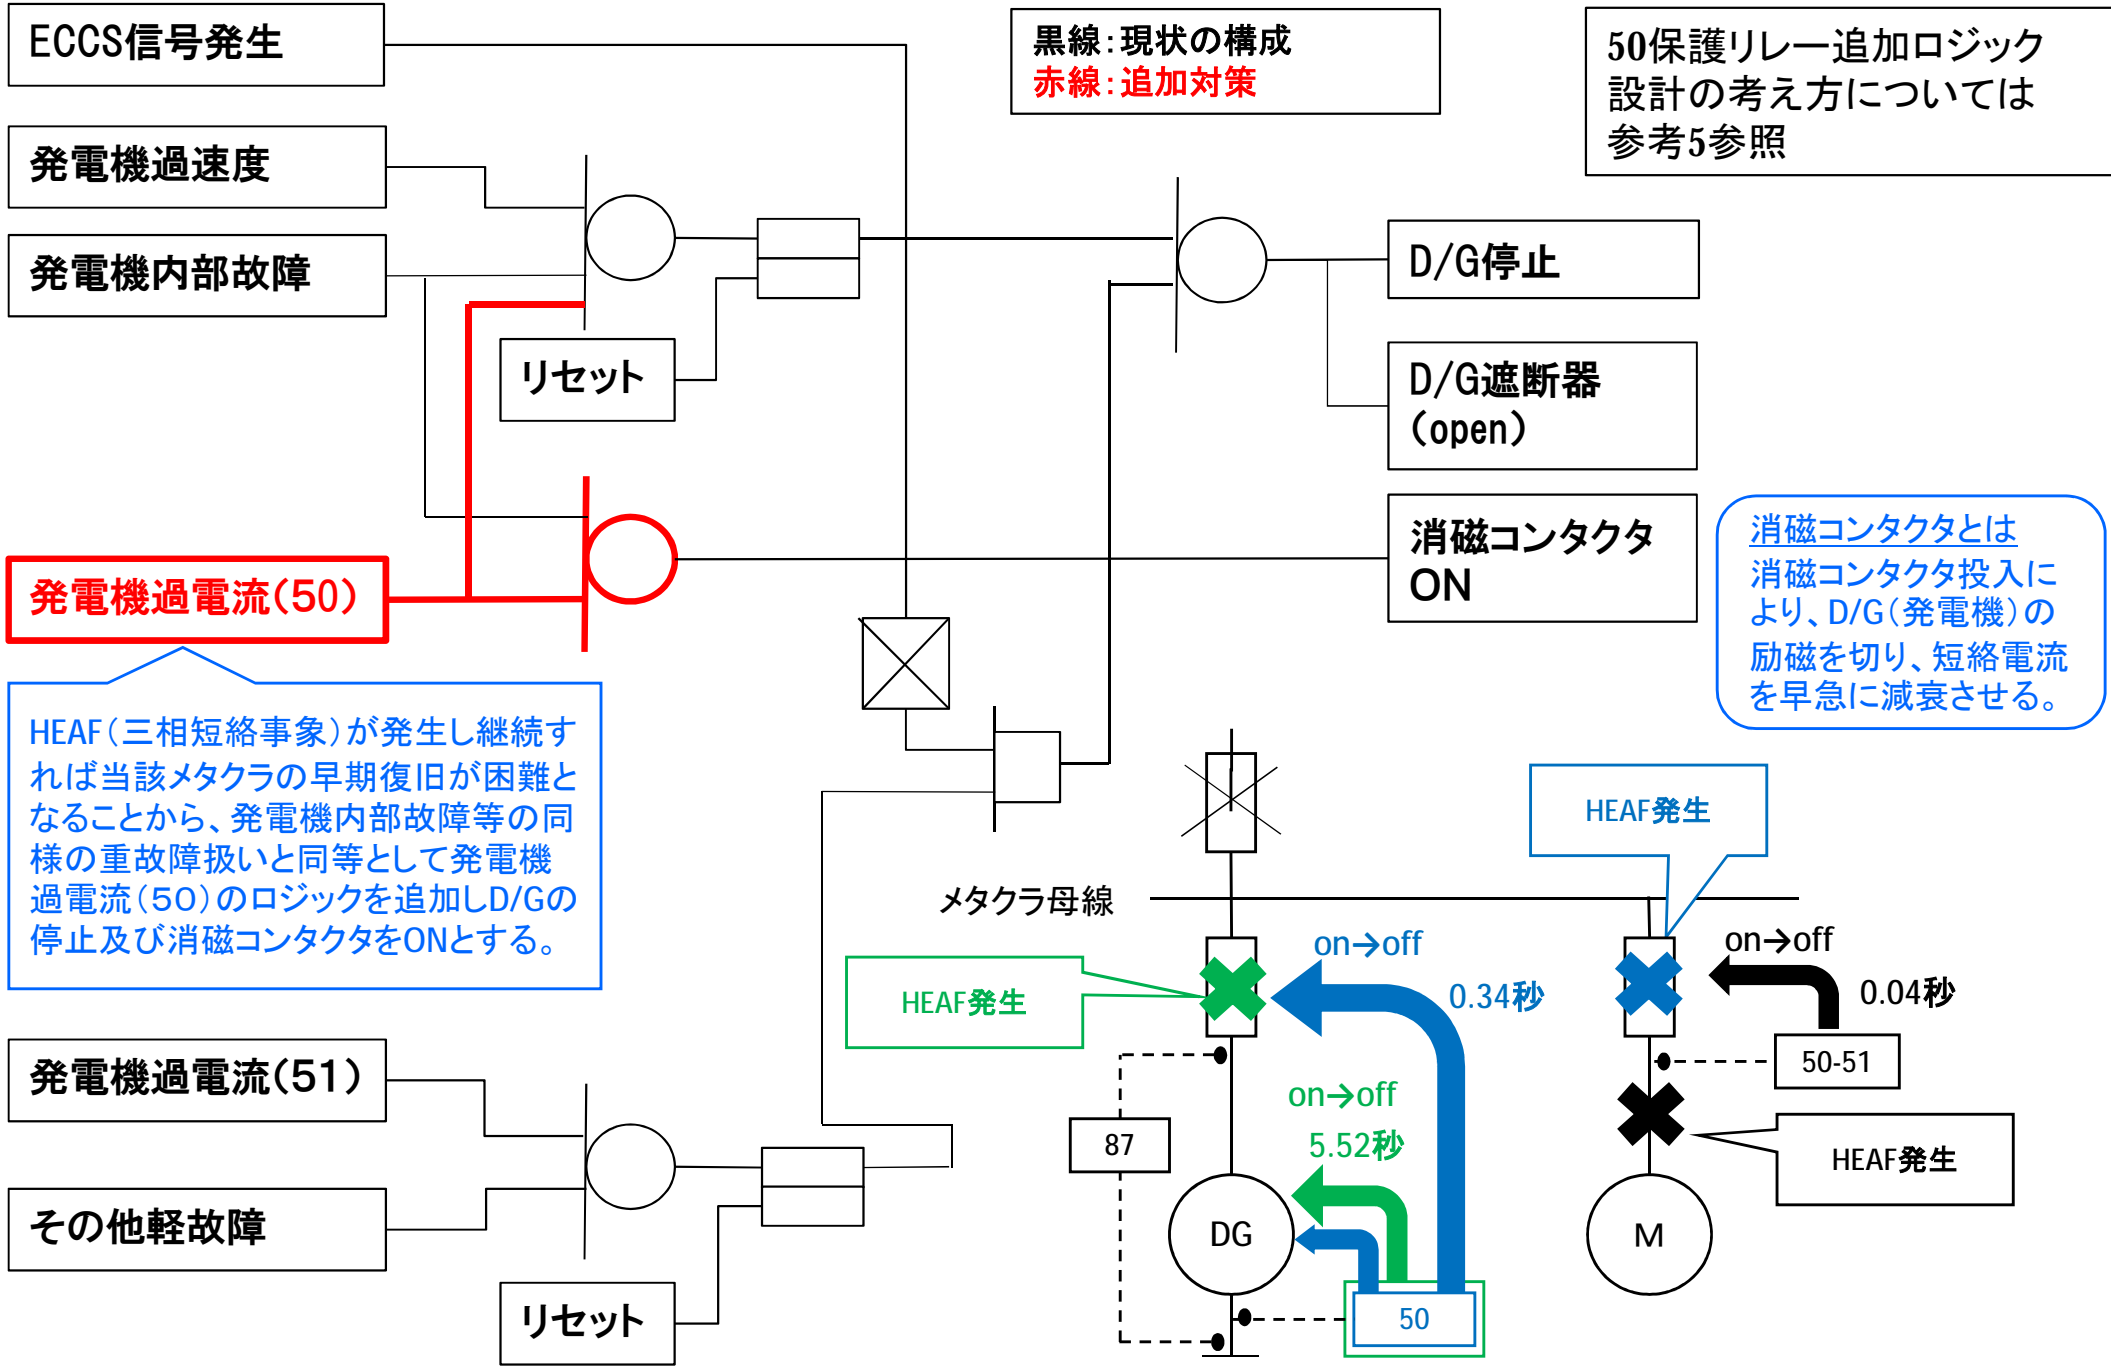 ECCS信号発生
黒線：現状の構成
赤線：追加対策
50保護リレー追加ロジック
設計の考え方については
参考5参照
発電機過速度
発電機内部故障
リセット
D/G停止
D/G遮断器
（open）
消磁コンタクタ
ON
消磁コンタクタとは
消磁コンタクタ投入に
より、D/G（発電機）の
励磁を切り、短絡電流
を早急に減衰させる。
発電機過電流（50）
HEAF（三相短絡事象）が発生し継続す
れば当該メタクラの早期復旧が困難と
なることから、発電機内部故障等の同
様の重故障扱いと同等として発電機
過電流（50）のロジックを追加しD/Gの
停止及び消磁コンタクタをONとする。
発電機過電流（51）
その他軽故障
リセット
メタクラ母線
HEAF発生
HEAF発生
on→off
0.34秒
on→off
0.04秒
50-51
on→off
5.52秒
87
HEAF発生
DG
M
50